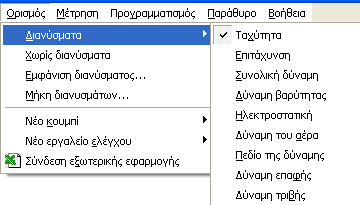 Ορισμός Μέτρηση Προγραμματισμός Παράθυρο Βοήθεια
Διανύσματα
Χωρίς διανύσματα
Εμφάνιση διανύσματος...
Μήκη διανυσμάτων...
Νέο κουμπί
Νέο εργαλείο ελέγχου
Σύνδεση εξωτερικής εφαρμογής
Ταχύτητα
Επιτάχυνση
Συνολική δύναμη
Δύναμη βαρύτητας
Ηλεκτροστατική
Δύναμη του αέρα
Πεδίο της δύναμης
Δύναμη επαφής
Δύναμη τριβής